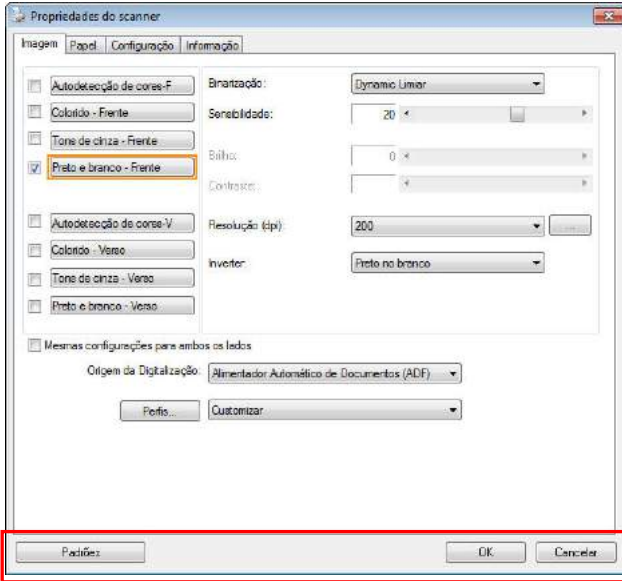 Propriedades do scanner
Imagem Papel Configuração Informação
Autodetecção de cores-F
Colorido - Frente
Tons de cinza - Frente
Preto e branco - Frente
Autodetecção de cores-V
Colorido - Verso
Tons de cinza - Verso
Preto e branco - Verso
Binarização: Dynamic Limiar
Sensibilidade: 20
Brilho: 0
Contraste:
Resolução (dpi) 200 ...
Inverter: Preto no branco
Mesmas configurações para ambos os lados
Origem da Digitalização: Alimentador Automático de Documentos (ADF)
Perfis... Customizar
Padrões OK Cancelar